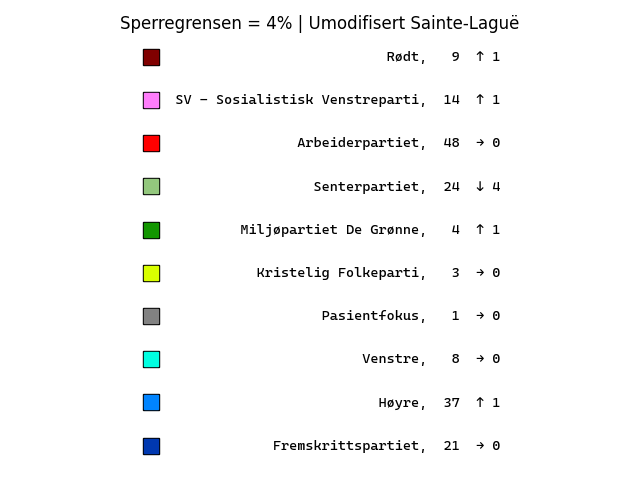 Sperregrensen = 4% | Umodifisert Sainte-Laguë
Rødt, 9 ↑ 1
SV – Sosialistisk Venstreparti, 14 ↑ 1
Arbeiderpartiet, 48 → 0
Senterpartiet, 24 ↓ 4
Miljøpartiet De Grønne, 4 ↑ 1
Kristelig Folkeparti, 3 → 0
Pasientfokus, 1 → 0
Venstre, 8 → 0
Høyre, 37 ↑ 1
Fremskrittspartiet, 21 → 0